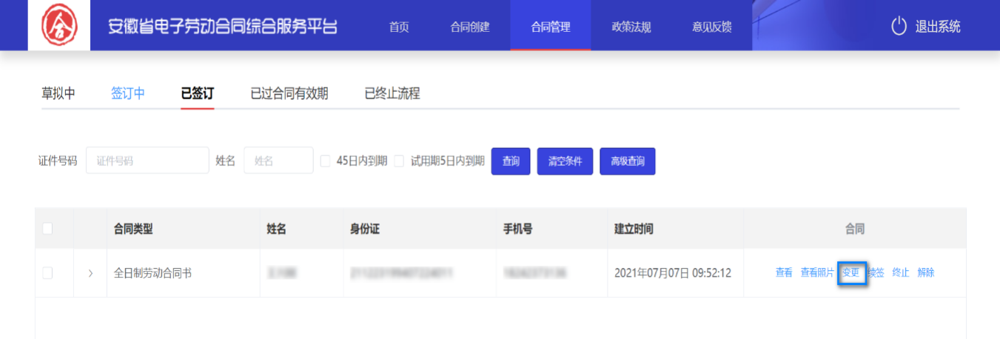 合 安徽省电子劳动合同综合服务平台 首页 合同创建 合同管理 政策法规 意见反馈 退出系统
草拟中 签订中 已签订 已过合同有效期 已终止流程
证件号码 证件号码 姓名 姓名 45日内到期 试用期5日内到期 查询 清空条件 高级查询
合同类型 姓名 身份证 手机号 建立时间 合同
全日制劳动合同书 2021年07月07日 09:52:12 查看 查看照片 变更 续签 终止 解除